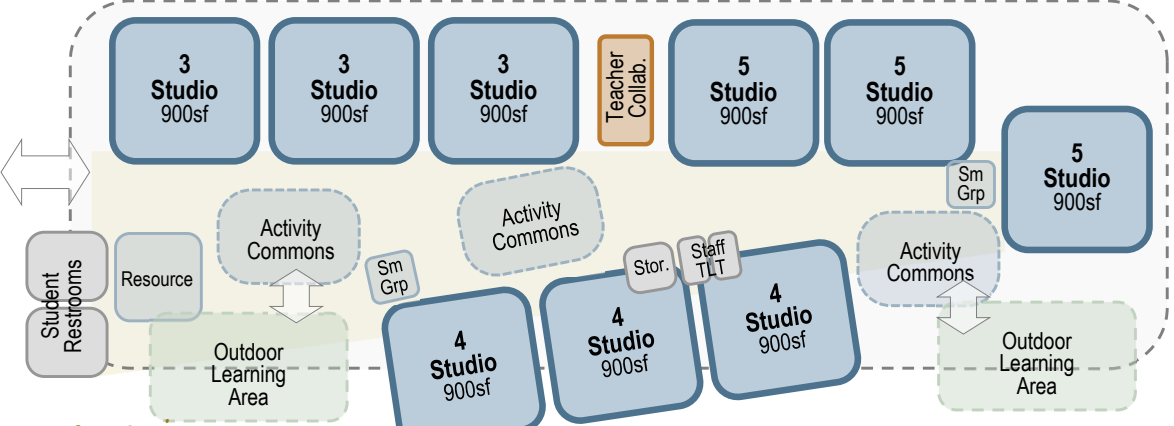 3
Studio
900sf
3
Studio
900sf
3
Studio
900sf
Teacher
Collab.
5
Studio
900sf
5
Studio
900sf
5
Studio
900sf
Sm
Grp
Activity
Commons
Activity
Commons
Activity
Commons
Student
Restrooms
Resource
Sm
Grp
Stor.
Staff
TLT
4
Studio
900sf
4
Studio
900sf
4
Studio
900sf
Outdoor
Learning
Area
Outdoor
Learning
Area